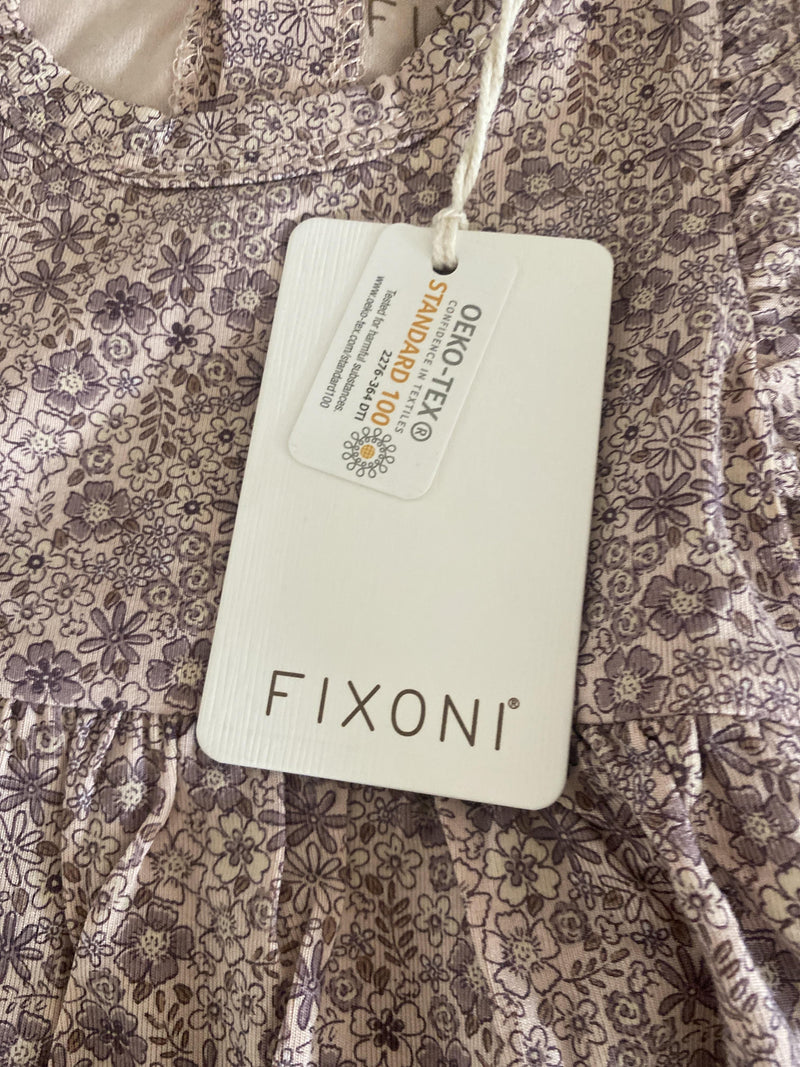 OEKO-TEX®
CONFIDENCE IN TEXTILES
STANDARD 100
2276-364 DTI
Tested for harmful substances.
www.oeko-tex.com/standard100
FIXONI®